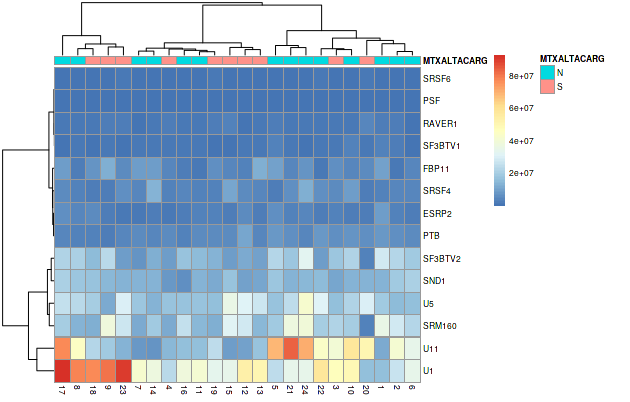 MTXALTACARG
SRSF6
PSF
RAVER1
SF3BTV1
FBP11
SRSF4
ESRP2
PTB
SF3BTV2
SND1
U5
SRM160
U11
U1
17 8 18 9 23 7 14 4 16 11 19 15 12 13 5 21 24 22 3 10 20 1 2 6
8e+07
6e+07
4e+07
2e+07
MTXALTACARG
N
S